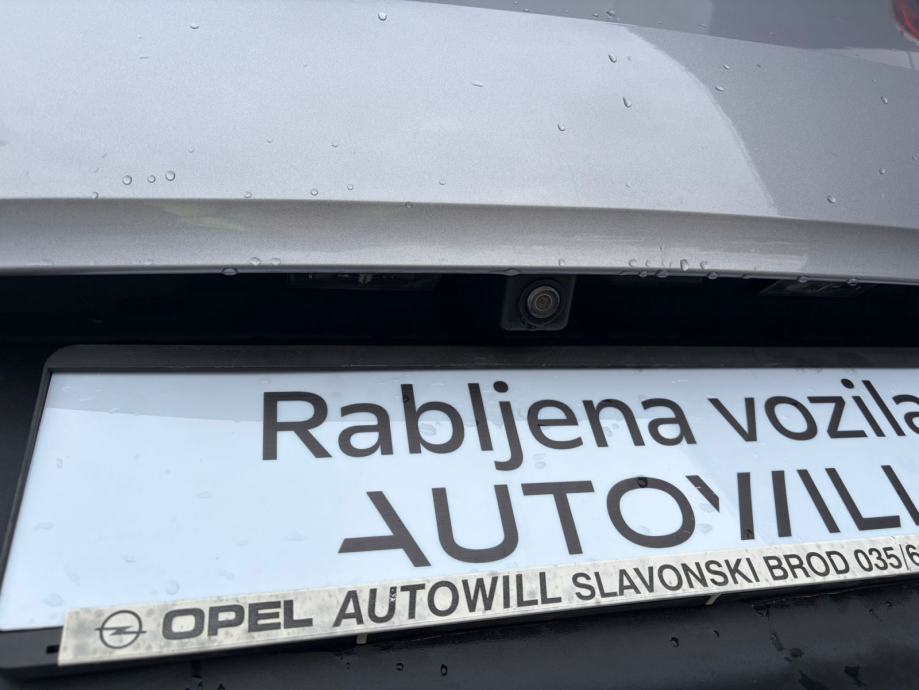 Rabljena vozila
AUTOWILL
OPEL AUTOWILL SLAVONSKI BROD 035/6